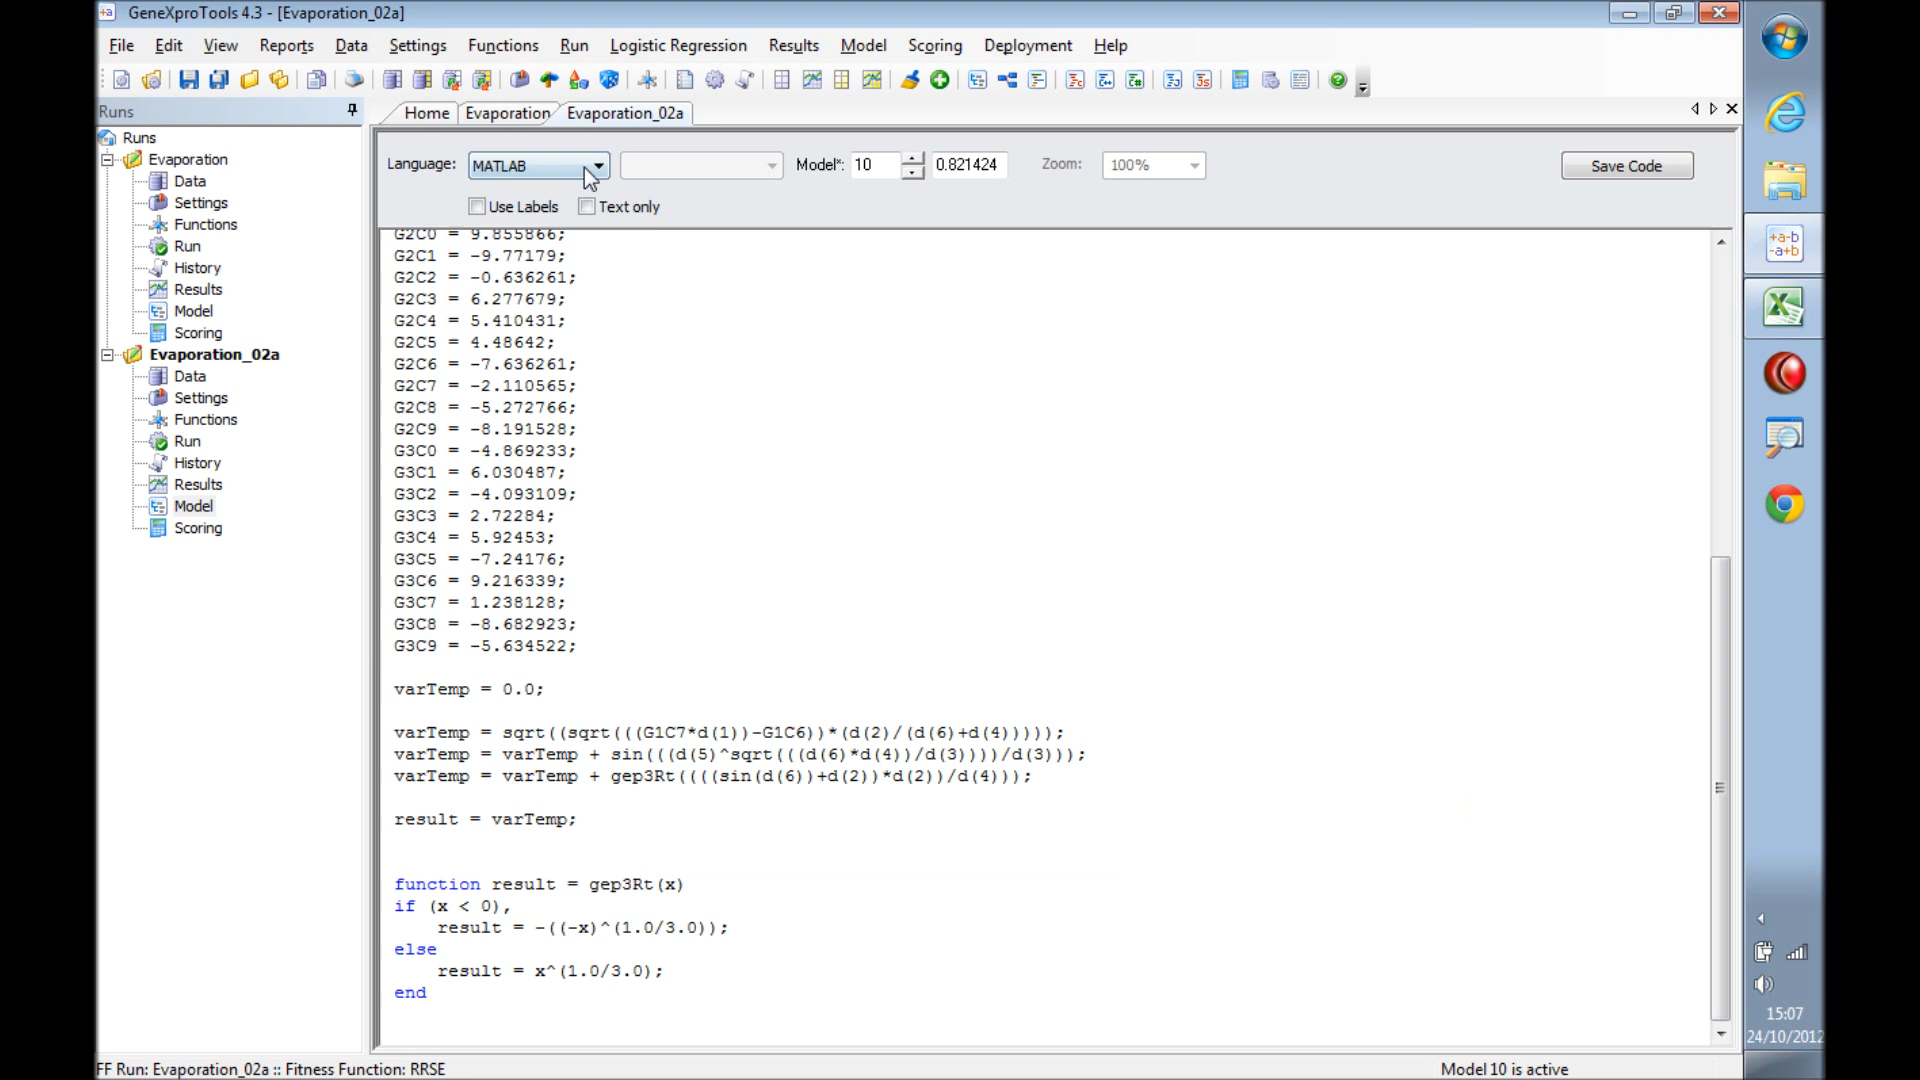 GeneXproTools 4.3 - [Evaporation_02a]
File Edit View Reports Data Settings Functions Run Logistic Regression Results Model Scoring Deployment Help
Runs
Home Evaporation Evaporation_02a
Runs
Evaporation
Data
Settings
Functions
Run
History
Results
Model
Scoring
Evaporation_02a
Data
Settings
Functions
Run
History
Results
Model
Scoring
Language: MATLAB Model*: 10 0.821424 Zoom: 100% Save Code
Use Labels Text only
G2C0 = 9.855866;
G2C1 = -9.77179;
G2C2 = -0.636261;
G2C3 = 6.277679;
G2C4 = 5.410431;
G2C5 = 4.48642;
G2C6 = -7.636261;
G2C7 = -2.110565;
G2C8 = -5.272766;
G2C9 = -8.191528;
G3C0 = -4.869233;
G3C1 = 6.030487;
G3C2 = -4.093109;
G3C3 = 2.72284;
G3C4 = 5.92453;
G3C5 = -7.24176;
G3C6 = 9.216339;
G3C7 = 1.238128;
G3C8 = -8.682923;
G3C9 = -5.634522;
varTemp = 0.0;
varTemp = sqrt((sqrt(((G1C7*d(1))-G1C6))*(d(2)/(d(6)+d(4)))));
varTemp = varTemp + sin(((d(5)^sqrt(((d(6)*d(4))/d(3))))/d(3)));
varTemp = varTemp + gep3Rt((((sin(d(6))+d(2))*d(2))/d(4)));
result = varTemp;
function result = gep3Rt(x)
if (x < 0),
result = -((-x)^(1.0/3.0));
else
result = x^(1.0/3.0);
end
FF Run: Evaporation_02a :: Fitness Function: RRSE
Model 10 is active
+a-b
-a+b
15:07
24/10/2012